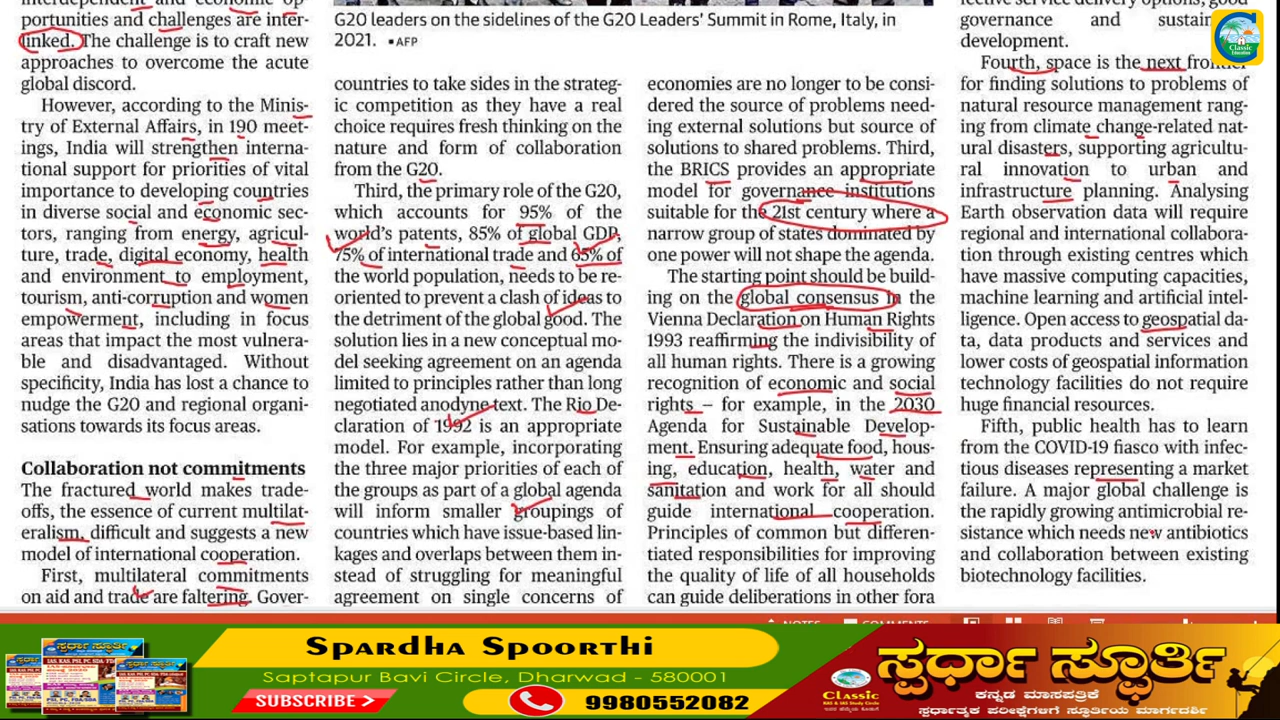 interdependent and economic op-
portunities and challenges are inter-
linked. The challenge is to craft new
approaches to overcome the acute
global discord.
However, according to the Minis-
try of External Affairs, in 190 meet-
ings, India will strengthen interna-
tional support for priorities of vital
importance to developing countries
in diverse social and economic sec-
tors, ranging from energy, agricul-
ture, trade, digital economy, health
and environment to employment,
tourism, anti-corruption and women
empowerment, including in focus
areas that impact the most vulnera-
ble and disadvantaged. Without
specificity, India has lost a chance to
nudge the G20 and regional organi-
sations towards its focus areas.
Collaboration not commitments
The fractured world makes trade-
offs, the essence of current multilat-
eralism, difficult and suggests a new
model of international cooperation.
First, multilateral commitments
on aid and trade are faltering. Gover-
G20 leaders on the sidelines of the G20 Leaders' Summit in Rome, Italy, in
2021. ▪AFP
countries to take sides in the strateg-
ic competition as they have a real
choice requires fresh thinking on the
nature and form of collaboration
from the G20.
Third, the primary role of the G20,
which accounts for 95% of the
world's patents, 85% of global GDP,
75% of international trade and 65% of
the world population, needs to be re-
oriented to prevent a clash of ideas to
the detriment of the global good. The
solution lies in a new conceptual mo-
del seeking agreement on an agenda
limited to principles rather than long
negotiated anodyne text. The Rio De-
claration of 1992 is an appropriate
model. For example, incorporating
the three major priorities of each of
the groups as part of a global agenda
will inform smaller groupings of
countries which have issue-based lin-
kages and overlaps between them in-
stead of struggling for meaningful
agreement on single concerns of
economies are no longer to be consi-
dered the source of problems need-
ing external solutions but source of
solutions to shared problems. Third,
the BRICS provides an appropriate
model for governance institutions
suitable for the 21st century where a
narrow group of states dominated by
one power will not shape the agenda.
The starting point should be build-
ing on the global consensus in the
Vienna Declaration on Human Rights
1993 reaffirming the indivisibility of
all human rights. There is a growing
recognition of economic and social
rights – for example, in the 2030
Agenda for Sustainable Develop-
ment. Ensuring adequate food, hous-
ing, education, health, water and
sanitation and work for all should
guide international cooperation.
Principles of common but differen-
tiated responsibilities for improving
the quality of life of all households
can guide deliberations in other fora
fective service delivery options, good
governance and sustain
development.
Fourth, space is the next frontier
for finding solutions to problems of
natural resource management rang-
ing from climate change-related nat-
ural disasters, supporting agricultu-
ral innovation to urban and
infrastructure planning. Analysing
Earth observation data will require
regional and international collabora-
tion through existing centres which
have massive computing capacities,
machine learning and artificial intel-
ligence. Open access to geospatial da-
ta, data products and services and
lower costs of geospatial information
technology facilities do not require
huge financial resources.
Fifth, public health has to learn
from the COVID-19 fiasco with infec-
tious diseases representing a market
failure. A major global challenge is
the rapidly growing antimicrobial re-
sistance which needs new antibiotics
and collaboration between existing
biotechnology facilities.
Classic
Education
NOTES
COMMENTS
Spardha Spoorthi
Saptapur Bavi Circle, Dharwad - 580001
SUBSCRIBE
9980552082
ಸ್ಪರ್ಧಾ ಸ್ಫೂರ್ತಿ
ಕನ್ನಡ ಮಾಸಪತ್ರಿಕೆ
ಸ್ಪರ್ಧಾತ್ಮಕ ಪರೀಕ್ಷೆಗಳಿಗೆ ಸ್ಫೂರ್ತಿಯ ಮಾರ್ಗದರ್ಶಿ
Classic
IAS & KAS Study Circle